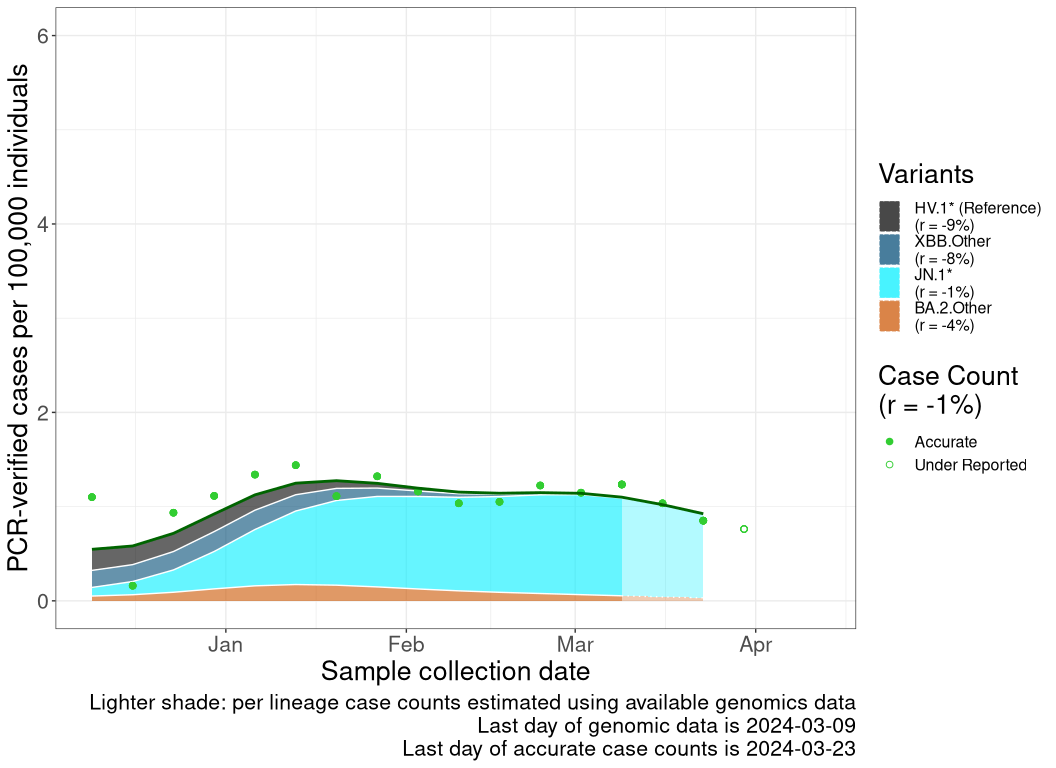 PCR-verified cases per 100,000 individuals
6
4
2
0
Jan
Feb
Mar
Apr
Sample collection date
Lighter shade: per lineage case counts estimated using available genomics data
Last day of genomic data is 2024-03-09
Last day of accurate case counts is 2024-03-23
Variants
HV.1* (Reference)
(r = -9%)
XBB.Other
(r = -8%)
JN.1*
(r = -1%)
BA.2.Other
(r = -4%)
Case Count
(r = -1%)
Accurate
Under Reported